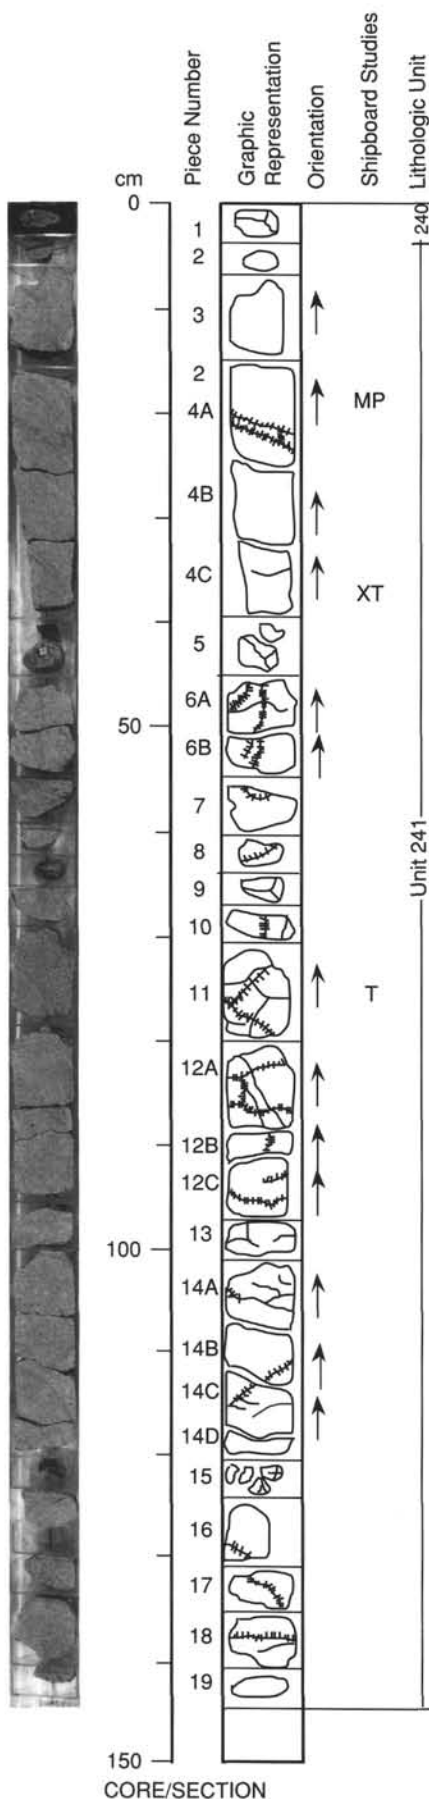 cm
Piece Number
Graphic
Representation
Orientation
Shipboard Studies
Lithologic Unit
0
1
240
2
3
2
4A
MP
4B
4C
XT
5
6A
50
6B
7
8
Unit 241
9
10
11
T
12A
12B
12C
13
100
14A
14B
14C
14D
15
16
17
18
19
150
CORE/SECTION